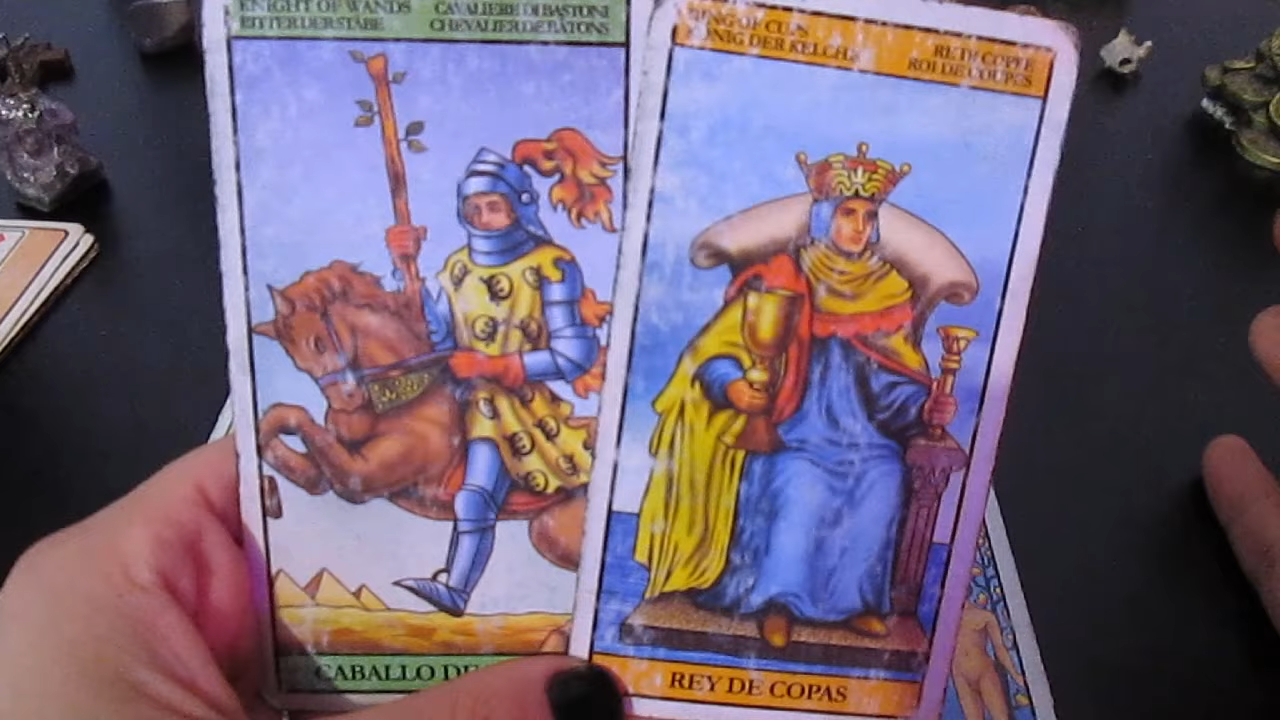 KNIGHT OF WANDS CAVALIERE DI BASTONI
RITTER DER STÄBE CHEVALIER DE BÂTONS
KING OF CUPS
KÖNIG DER KELCHE RE DI COPPE
ROI DE COUPES
CABALLO DE
REY DE COPAS